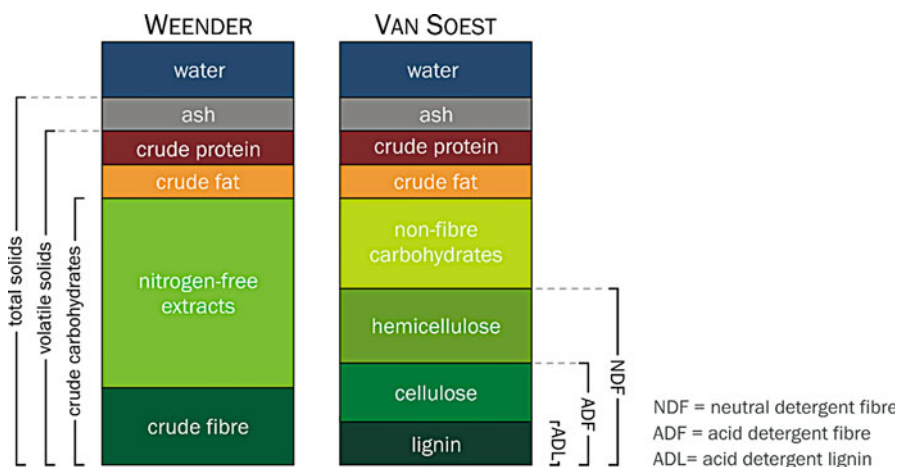 WEENDER
VAN SOEST
water
water
ash
ash
crude protein
crude protein
crude fat
crude fat
nitrogen-free
extracts
non-fibre
carbohydrates
hemicellulose
cellulose
crude fibre
lignin
total solids
volatile solids
crude carbohydrates
ADL
ADF
NDF
NDF = neutral detergent fibre
ADF = acid detergent fibre
ADL= acid detergent lignin